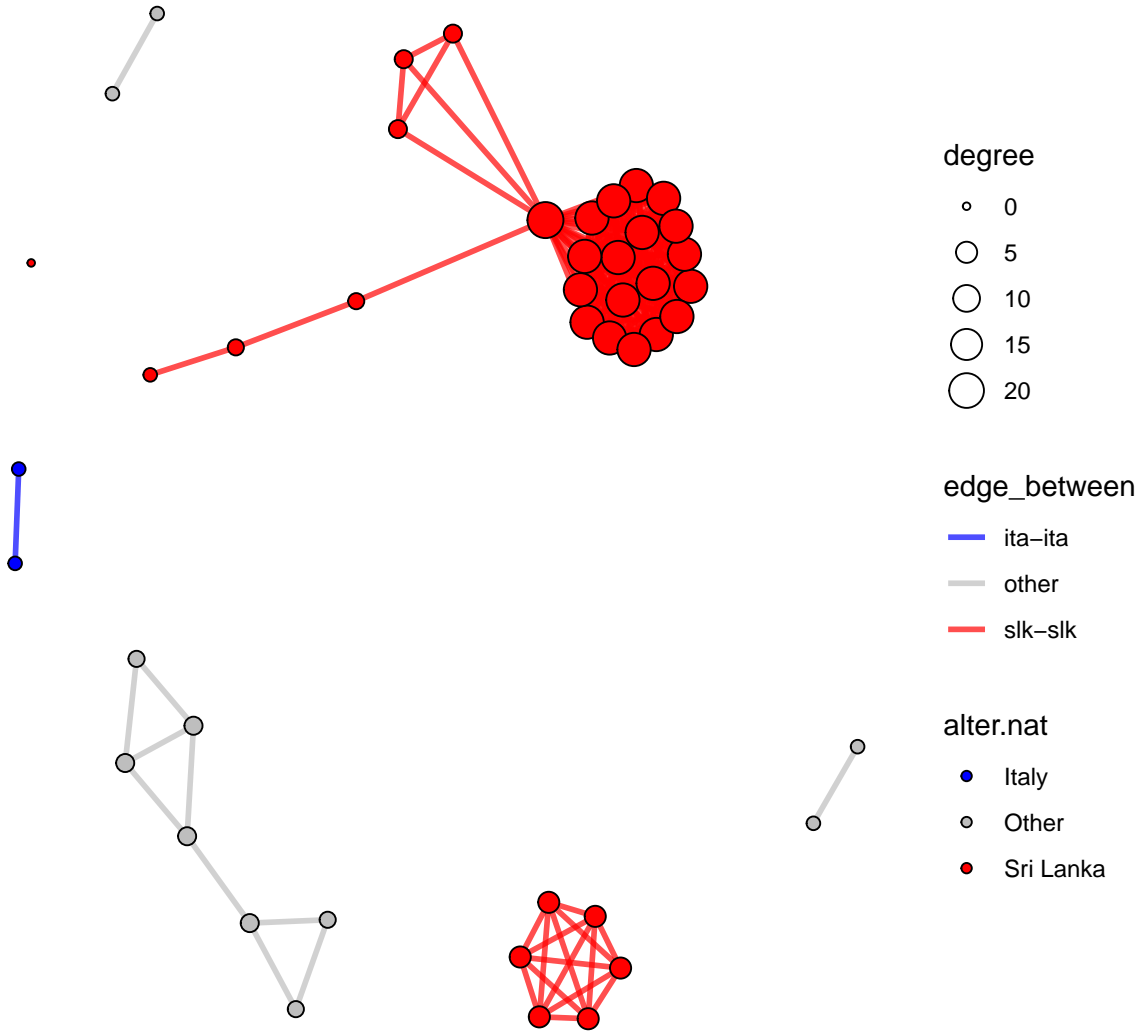 degree
0
5
10
15
20
edge_between
ita−ita
other
slk−slk
alter.nat
Italy
Other
Sri Lanka